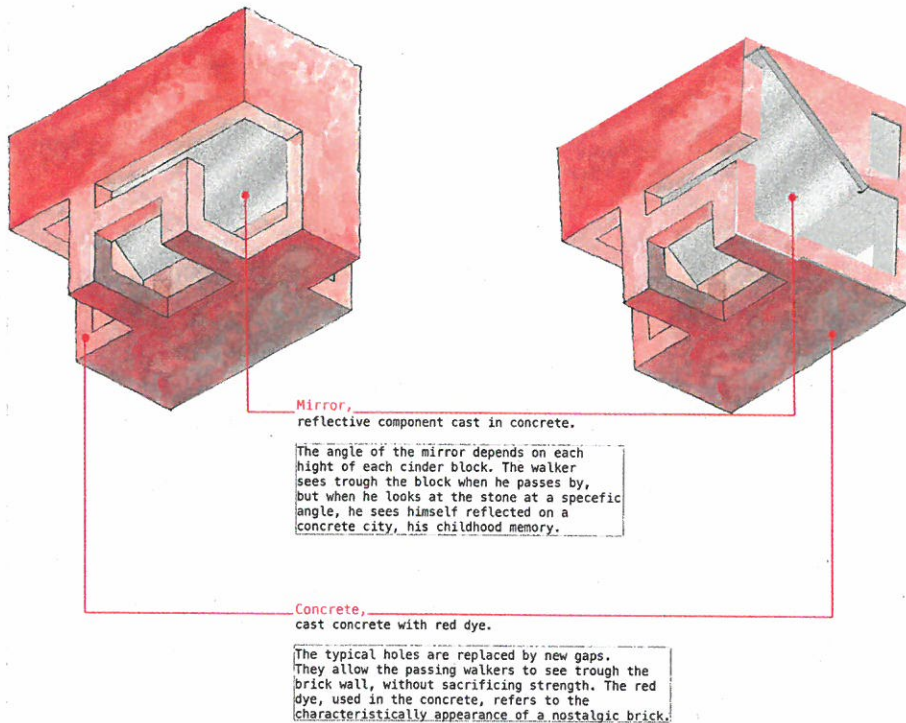 Mirror,
reflective component cast in concrete.
The angle of the mirror depends on each
hight of each cinder block. The walker
sees trough the block when he passes by,
but when he looks at the stone at a specefic
angle, he sees himself reflected on a
concrete city, his childhood memory.
Concrete,
cast concrete with red dye.
The typical holes are replaced by new gaps.
They allow the passing walkers to see trough the
brick wall, without sacrificing strength. The red
dye, used in the concrete, refers to the
characteristically appearance of a nostalgic brick.